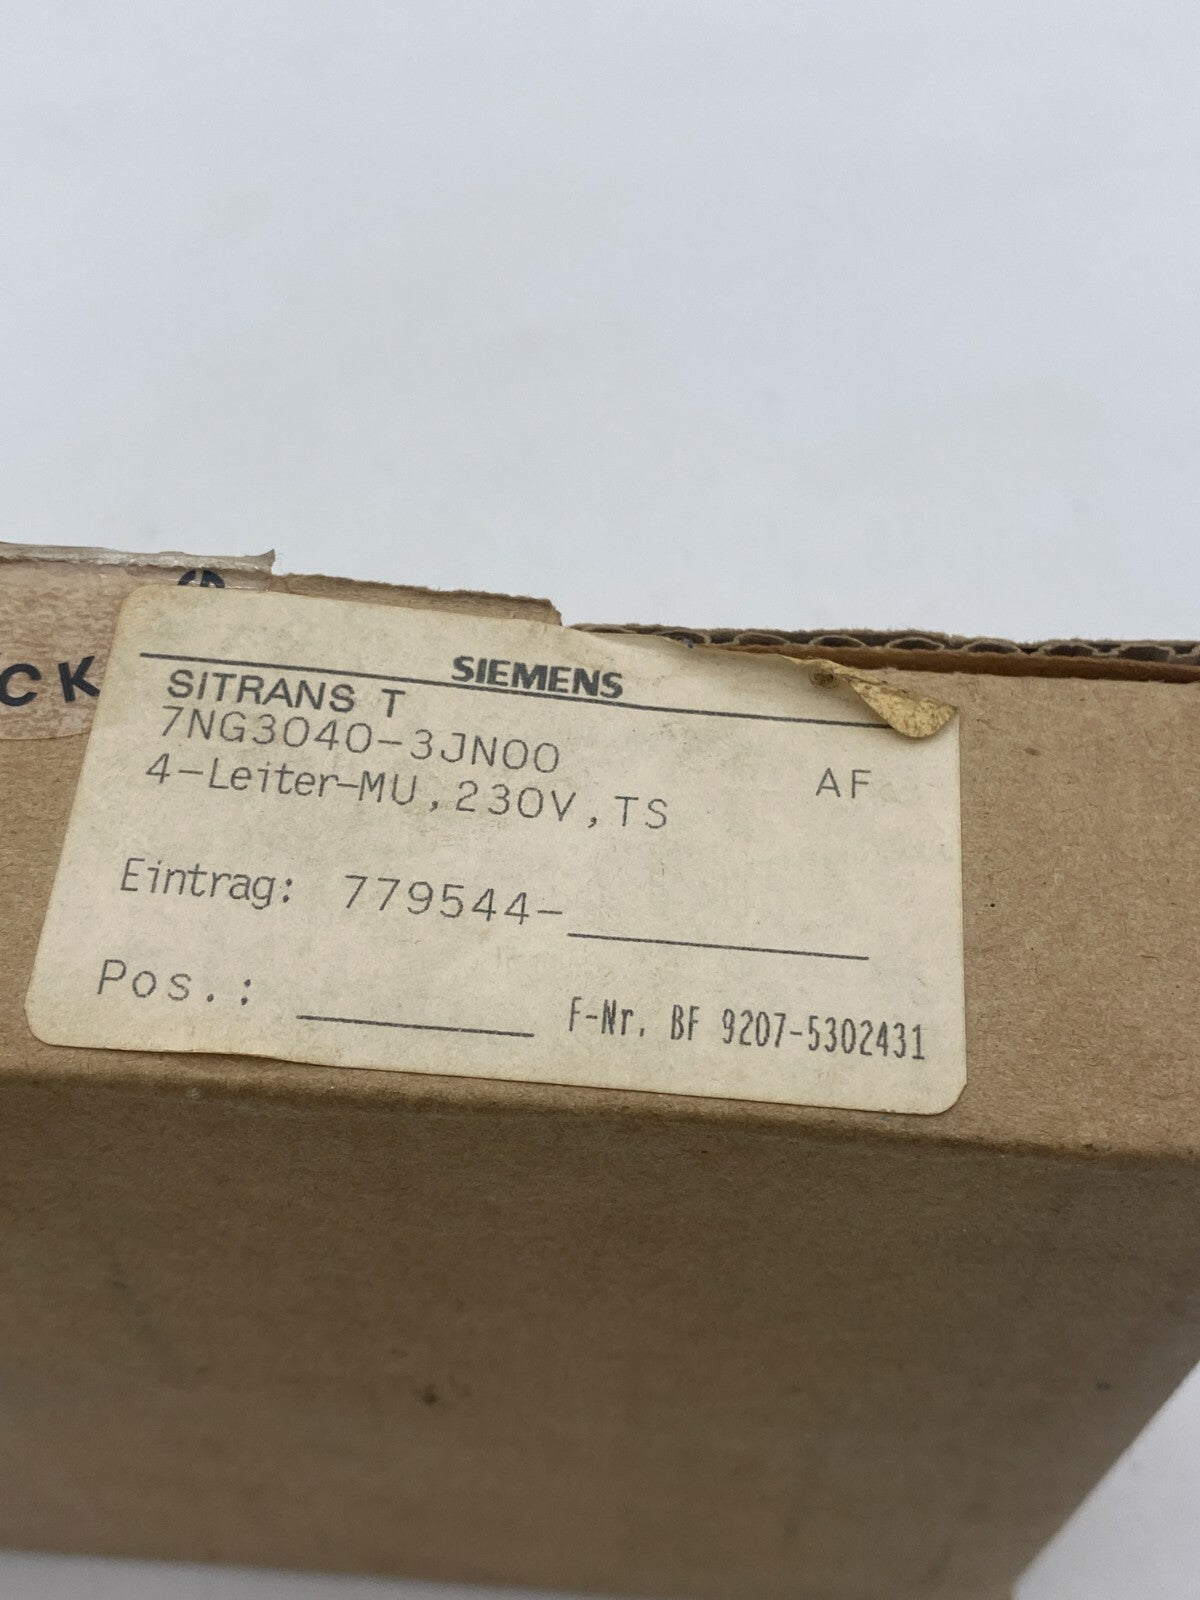 CK
SIEMENS
SITRANS T
7NG3040-3JN00
AF
4-Leiter-MU,230V,TS
Eintrag: 779544-
Pos.:
F-Nr. BF 9207-5302431